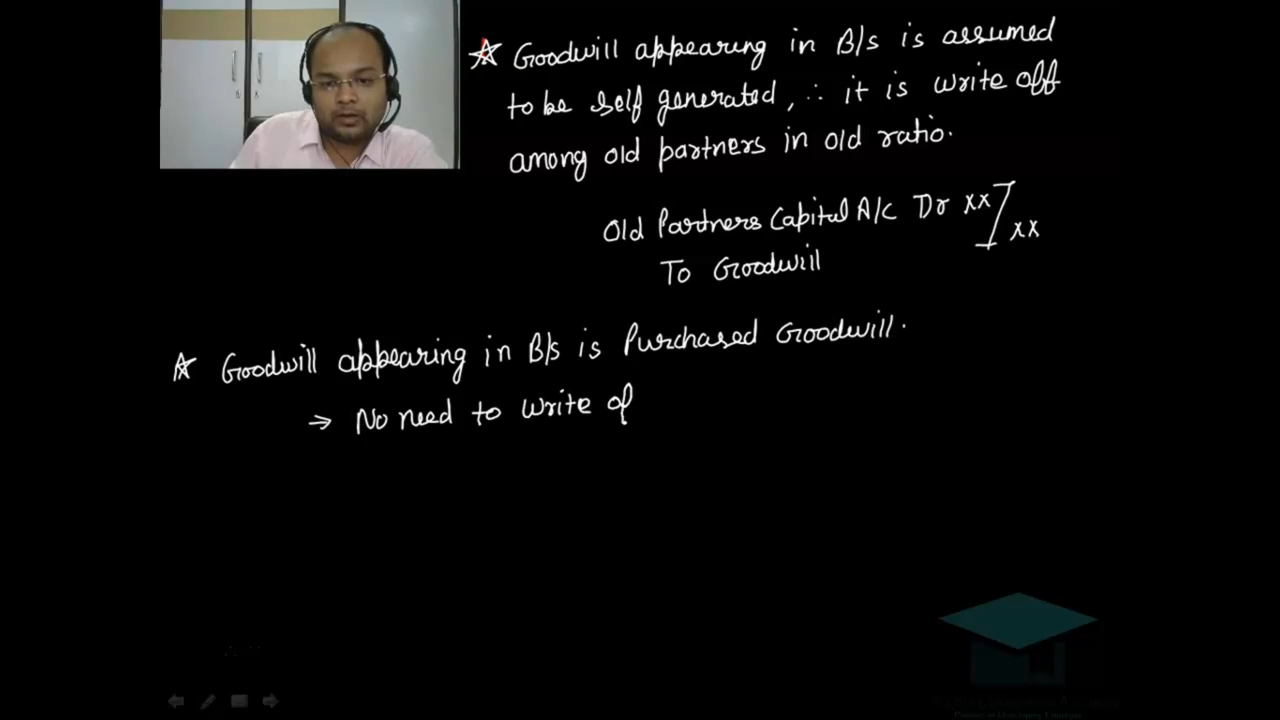 Goodwill appearing in B/s is assumed
to be self generated, ∴ it is write off
among old partners in old ratio.
Old Partners Capital A/c Dr xx
xx
To Goodwill
Goodwill appearing in B/s is Purchased Goodwill.
→ No need to write of